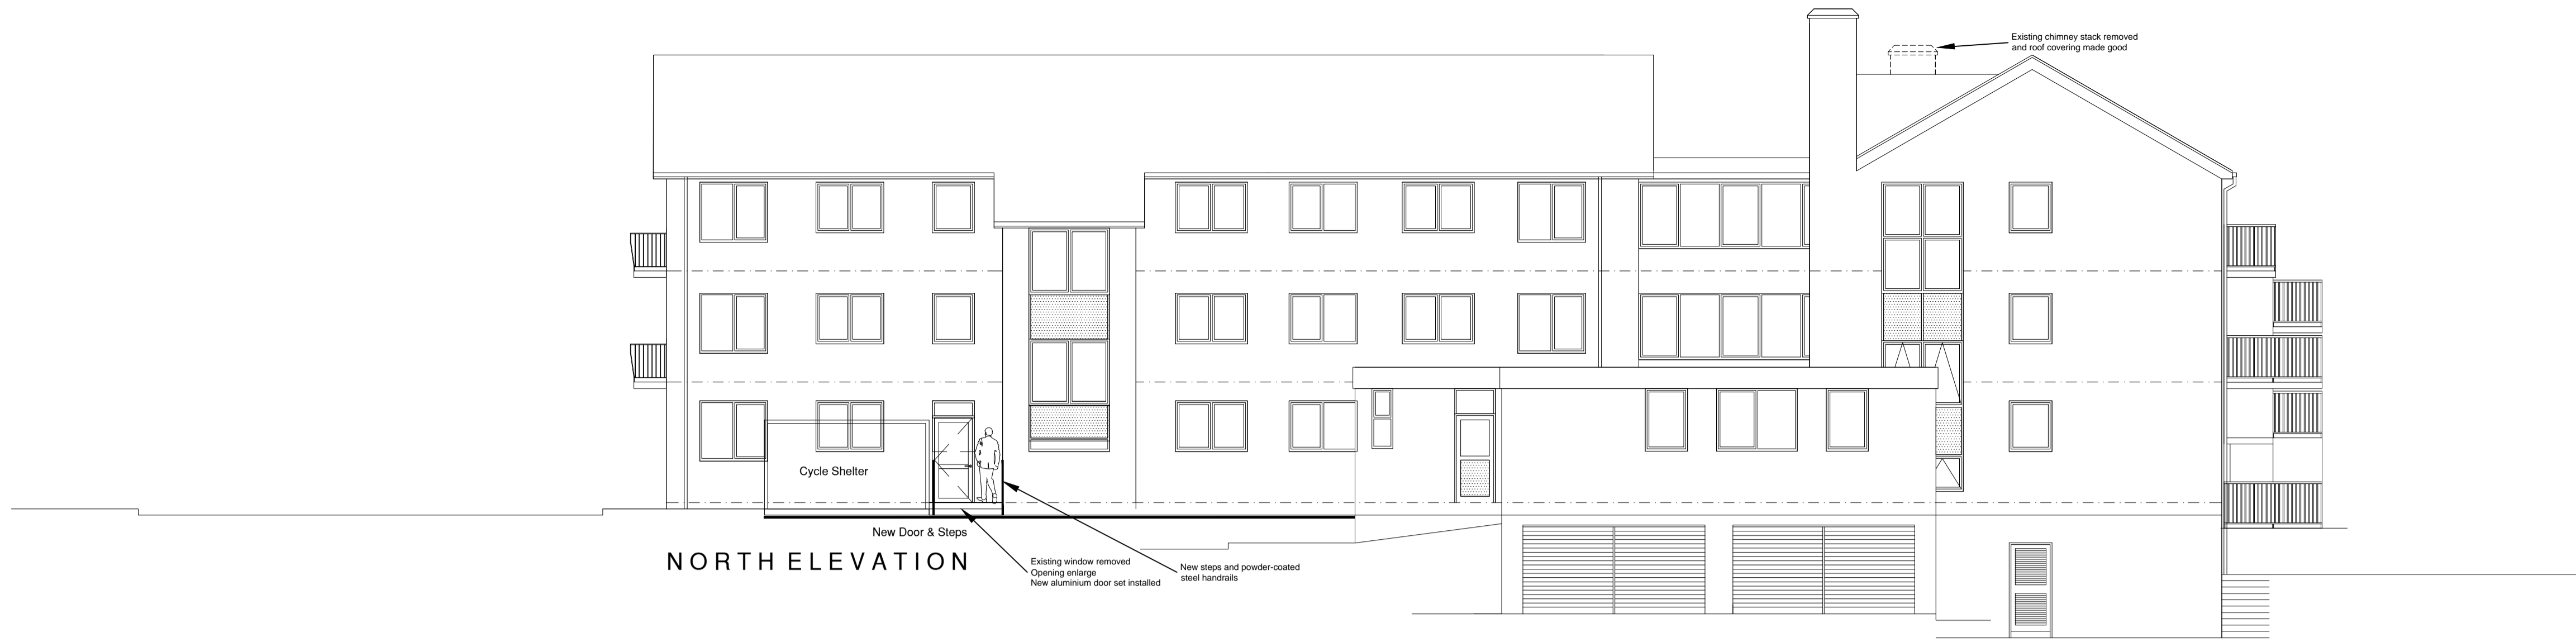 Existing chimney stack removed
and roof covering made good
Cycle Shelter
New Door & Steps
NORTH ELEVATION
Existing window removed
Opening enlarge
New aluminium door set installed
New steps and powder-coated
steel handrails